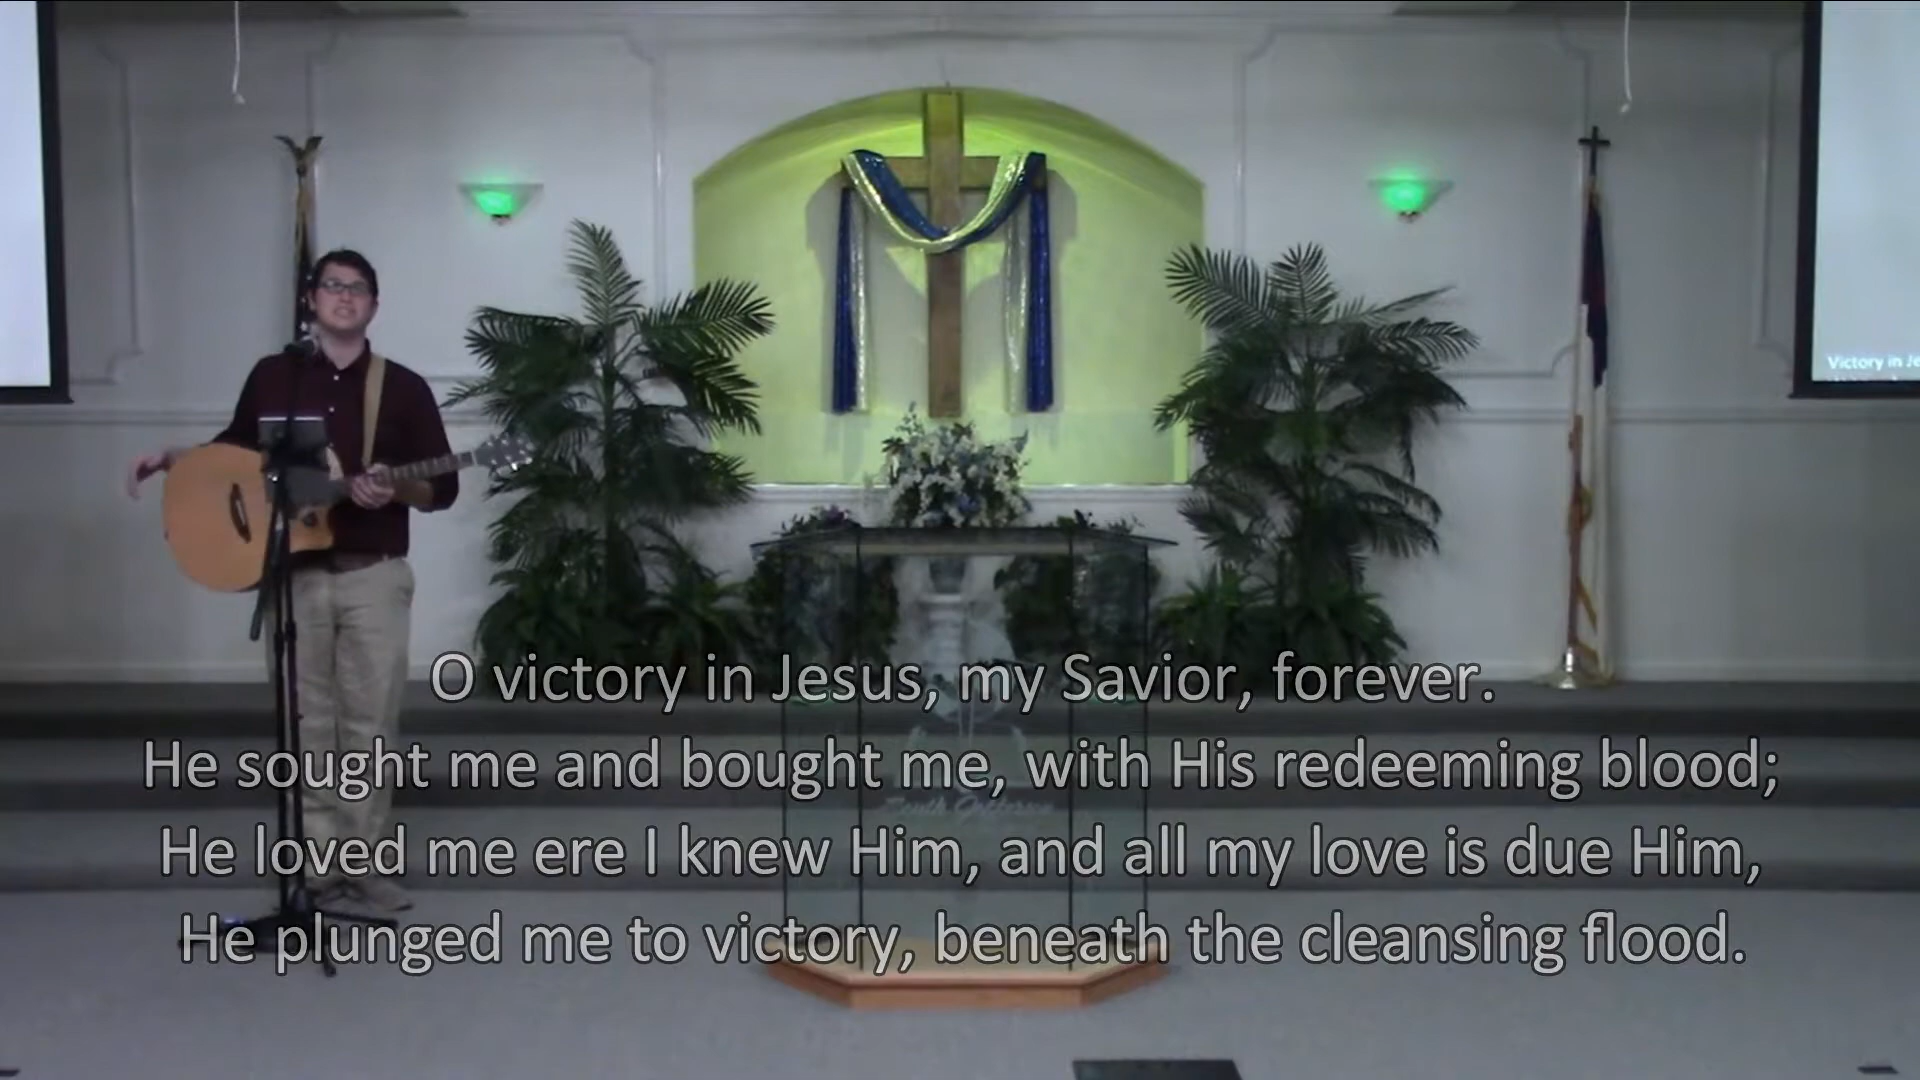 Victory in Je
O victory in Jesus, my Savior, forever.
He sought me and bought me, with His redeeming blood;
He loved me ere I knew Him, and all my love is due Him,
He plunged me to victory, beneath the cleansing flood.
South Jefferson